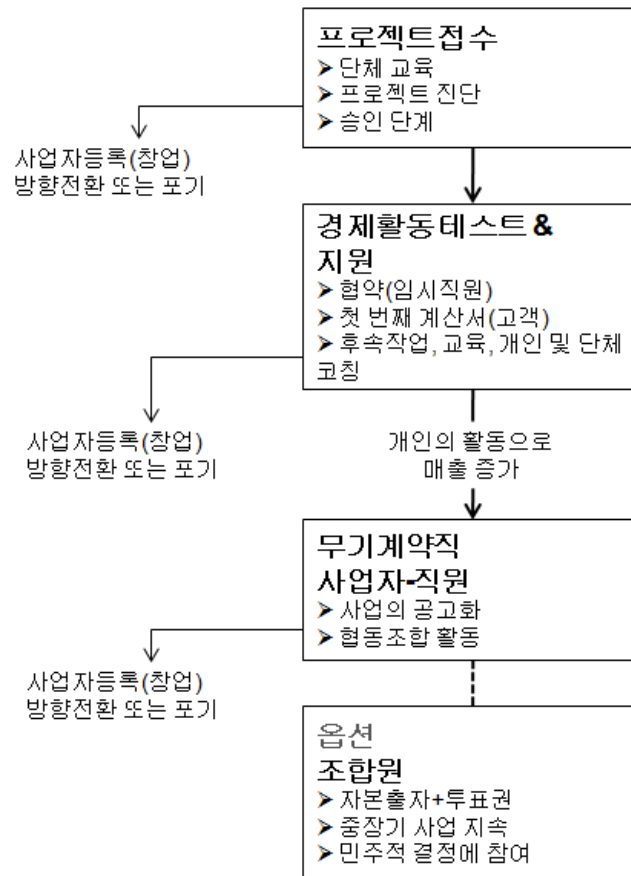 프로젝트접수
➤ 단체 교육
➤ 프로젝트 진단
➤ 승인 단계
사업자등록(창업)
방향전환 또는 포기
경제활동테스트 &
지원
➤ 협약(임시직원)
➤ 첫 번째 계산서(고객)
➤ 후속작업, 교육, 개인 및 단체
코칭
사업자등록(창업)
방향전환 또는 포기
개인의 활동으로
매출 증가
무기계약직
사업자-직원
➤ 사업의 공고화
➤ 협동조합 활동
사업자등록(창업)
방향전환 또는 포기
옵션
조합원
➤ 자본출자+투표권
➤ 중장기 사업 지속
➤ 민주적 결정에 참여